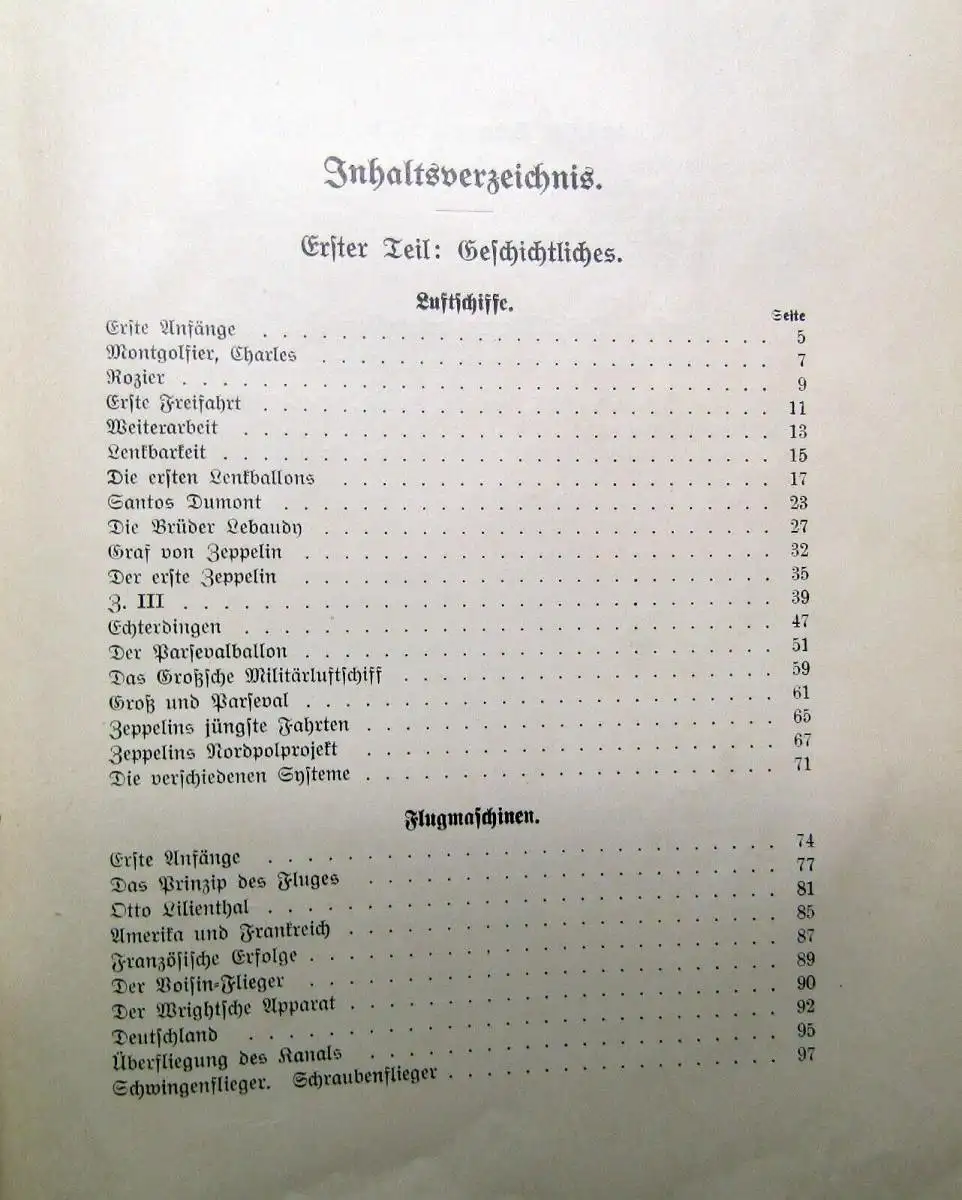 Inhaltsverzeichnis.
Erster Teil: Geschichtliches.
Luftschiffe.
Seite
Erste Anfänge . . . . . . . . . . . . . . . . . . . . . . . . . 5
Montgolfier, Charles . . . . . . . . . . . . . . . . . . . . . . 7
Rozier . . . . . . . . . . . . . . . . . . . . . . . . . . . . . 9
Erste Freifahrt . . . . . . . . . . . . . . . . . . . . . . . . . 11
Weiterarbeit . . . . . . . . . . . . . . . . . . . . . . . . . . 13
Lenkbarkeit . . . . . . . . . . . . . . . . . . . . . . . . . . . 15
Die ersten Lenkballons . . . . . . . . . . . . . . . . . . . . . 17
Santos Dumont . . . . . . . . . . . . . . . . . . . . . . . . 23
Die Brüder Lebaudy . . . . . . . . . . . . . . . . . . . . . . 27
Graf von Zeppelin . . . . . . . . . . . . . . . . . . . . . . . 32
Der erste Zeppelin . . . . . . . . . . . . . . . . . . . . . . . 35
Z. III . . . . . . . . . . . . . . . . . . . . . . . . . . . . . 39
Echterdingen . . . . . . . . . . . . . . . . . . . . . . . . . . 47
Der Parsevalballon . . . . . . . . . . . . . . . . . . . . . . . 51
Das Großsche Militärluftschiff . . . . . . . . . . . . . . . . . . 59
Groß und Parseval . . . . . . . . . . . . . . . . . . . . . . . 61
Zeppelins jüngste Fahrten . . . . . . . . . . . . . . . . . . . . 65
Zeppelins Nordpolprojekt . . . . . . . . . . . . . . . . . . . . 67
Die verschiedenen Systeme . . . . . . . . . . . . . . . . . . . . 71
Flugmaschinen.
Erste Anfänge . . . . . . . . . . . . . . . . . . . . . . . . . 74
Das Prinzip des Fluges . . . . . . . . . . . . . . . . . . . . 77
Otto Lilienthal . . . . . . . . . . . . . . . . . . . . . . . . . 81
Amerika und Frankreich . . . . . . . . . . . . . . . . . . . . . 85
Französische Erfolge . . . . . . . . . . . . . . . . . . . . . . . 87
Der Voisin-Flieger . . . . . . . . . . . . . . . . . . . . . . . 89
Der Wrightsche Apparat . . . . . . . . . . . . . . . . . . . . . 90
Deutschland . . . . . . . . . . . . . . . . . . . . . . . . . . 92
Überfliegung des Kanals . . . . . . . . . . . . . . . . . . . . 95
Schwingenflieger. Schraubenflieger . . . . . . . . . . . . . . . . 97